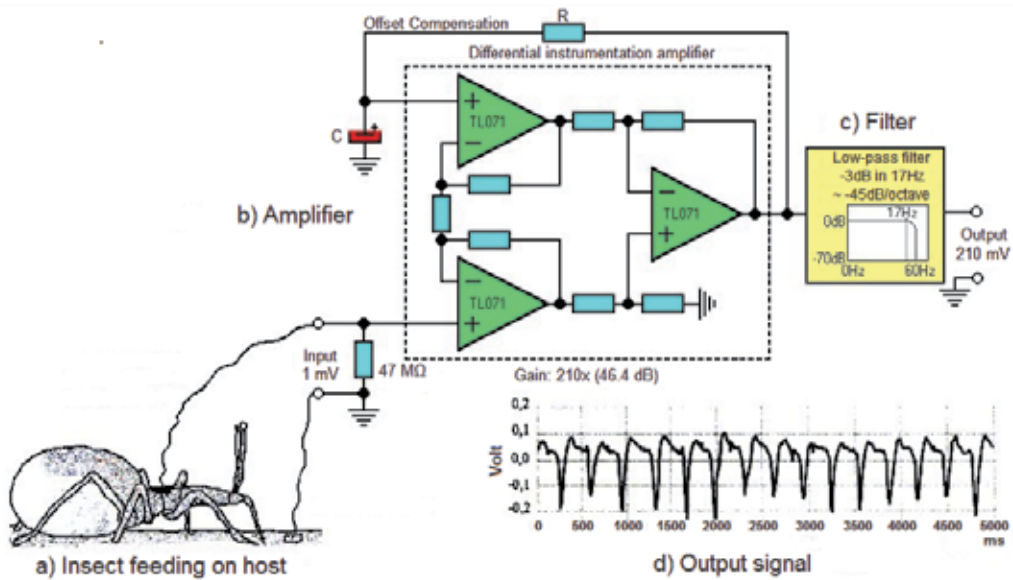 Offset Compensation
R
Differential instrumentation amplifier
+
TL071
−
C
+
c) Filter
Low-pass filter
-3dB in 17Hz
~ -45dB/octave
17Hz
0dB
-70dB
0Hz
60Hz
Output
210 mV
b) Amplifier
−
TL071
+
−
TL071
+
Input
1 mV
47 MΩ
Gain: 210x (46.4 dB)
a) Insect feeding on host
0,2
0,1
0,0
-0,1
-0,2
Volt
0 500 1000 1500 2000 2500 3000 3500 4000 4500 5000
ms
d) Output signal